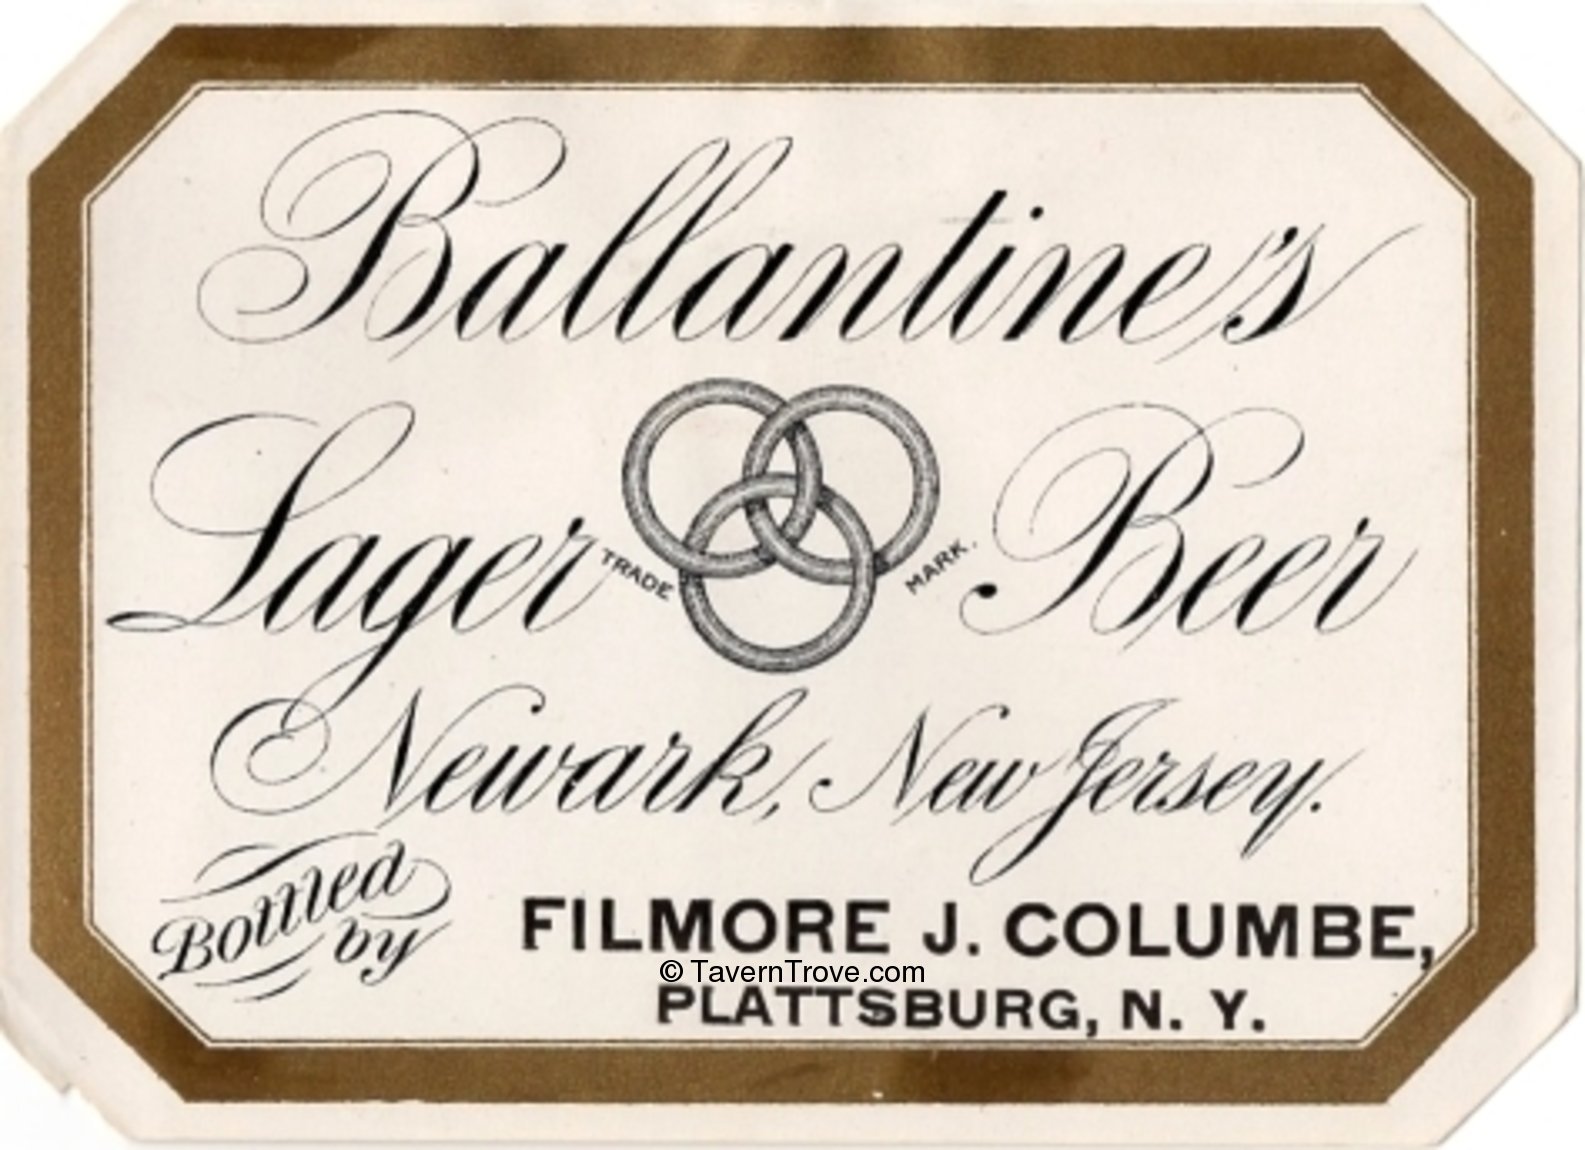 Ballantine's
Lager TRADE MARK. Beer
Newark, New Jersey.
Bottled by
FILMORE J. COLUMBE,
© TavernTrove.com
PLATTSBURG, N. Y.